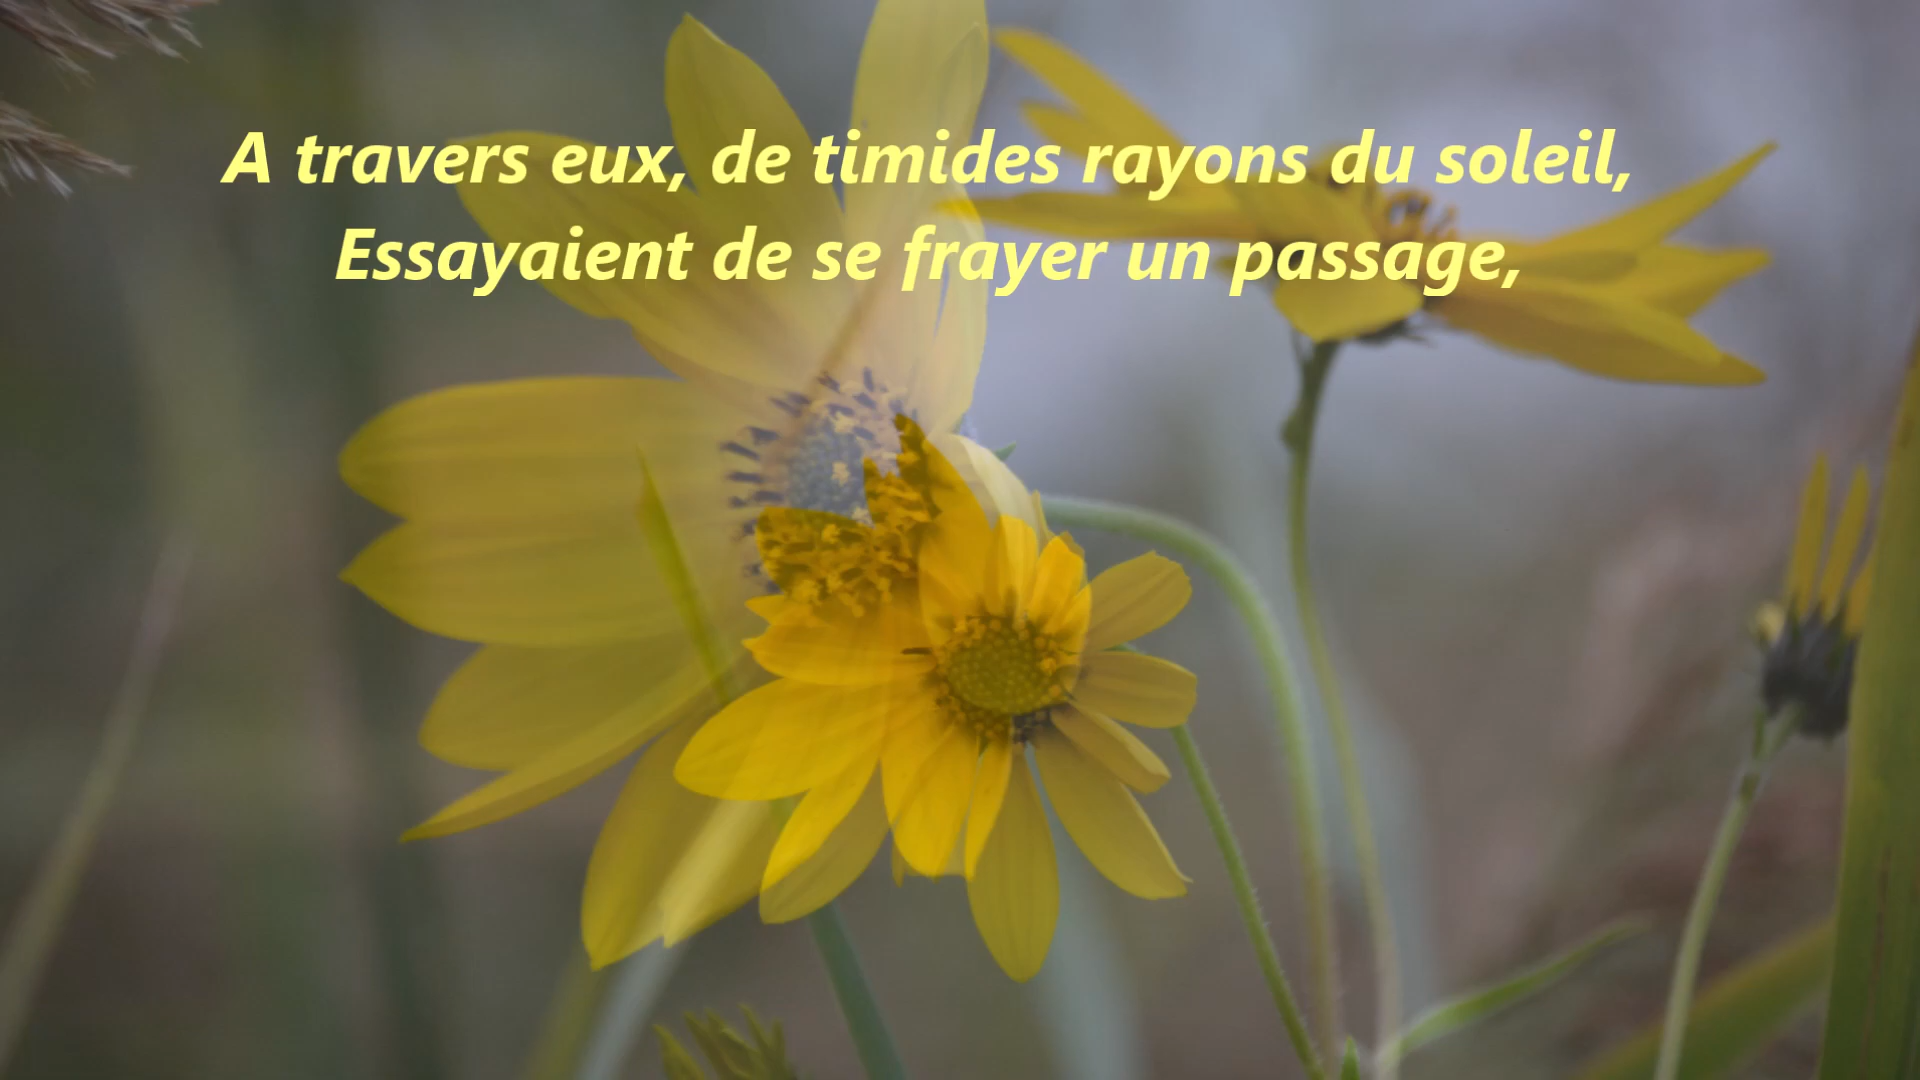 A travers eux, de timides rayons du soleil,
Essayaient de se frayer un passage,